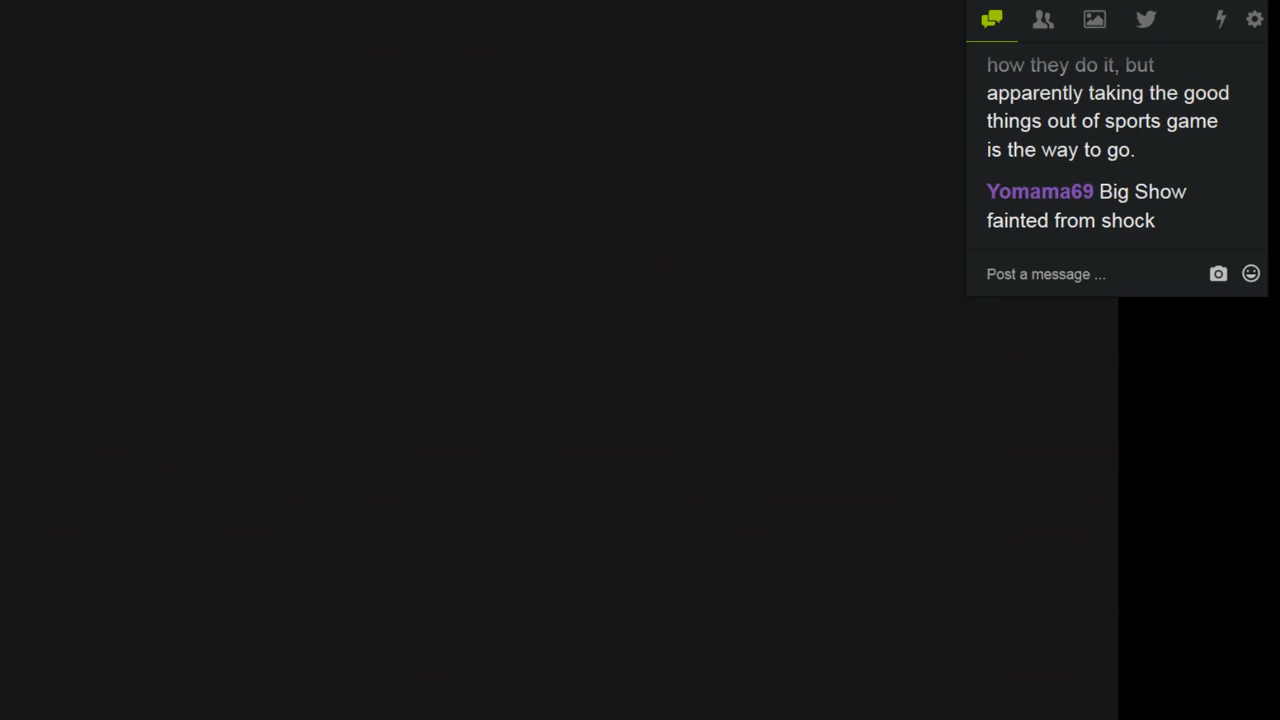 how they do it, but
apparently taking the good
things out of sports game
is the way to go.
Yomama69 Big Show
fainted from shock
Post a message ...